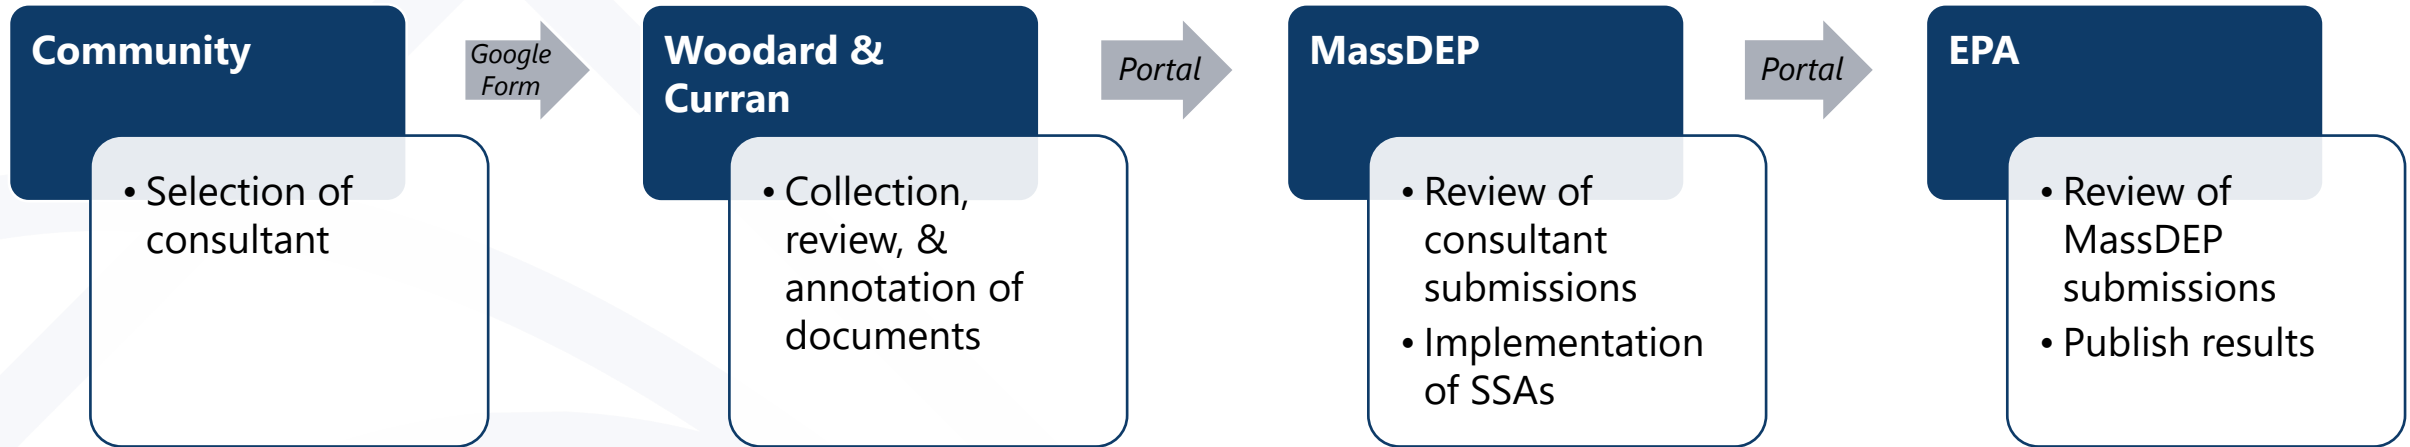 Community
• Selection of
consultant
Google
Form
Woodard &
Curran
• Collection,
review, &
annotation of
documents
Portal
MassDEP
• Review of
consultant
submissions
• Implementation
of SSAs
Portal
EPA
• Review of
MassDEP
submissions
• Publish results